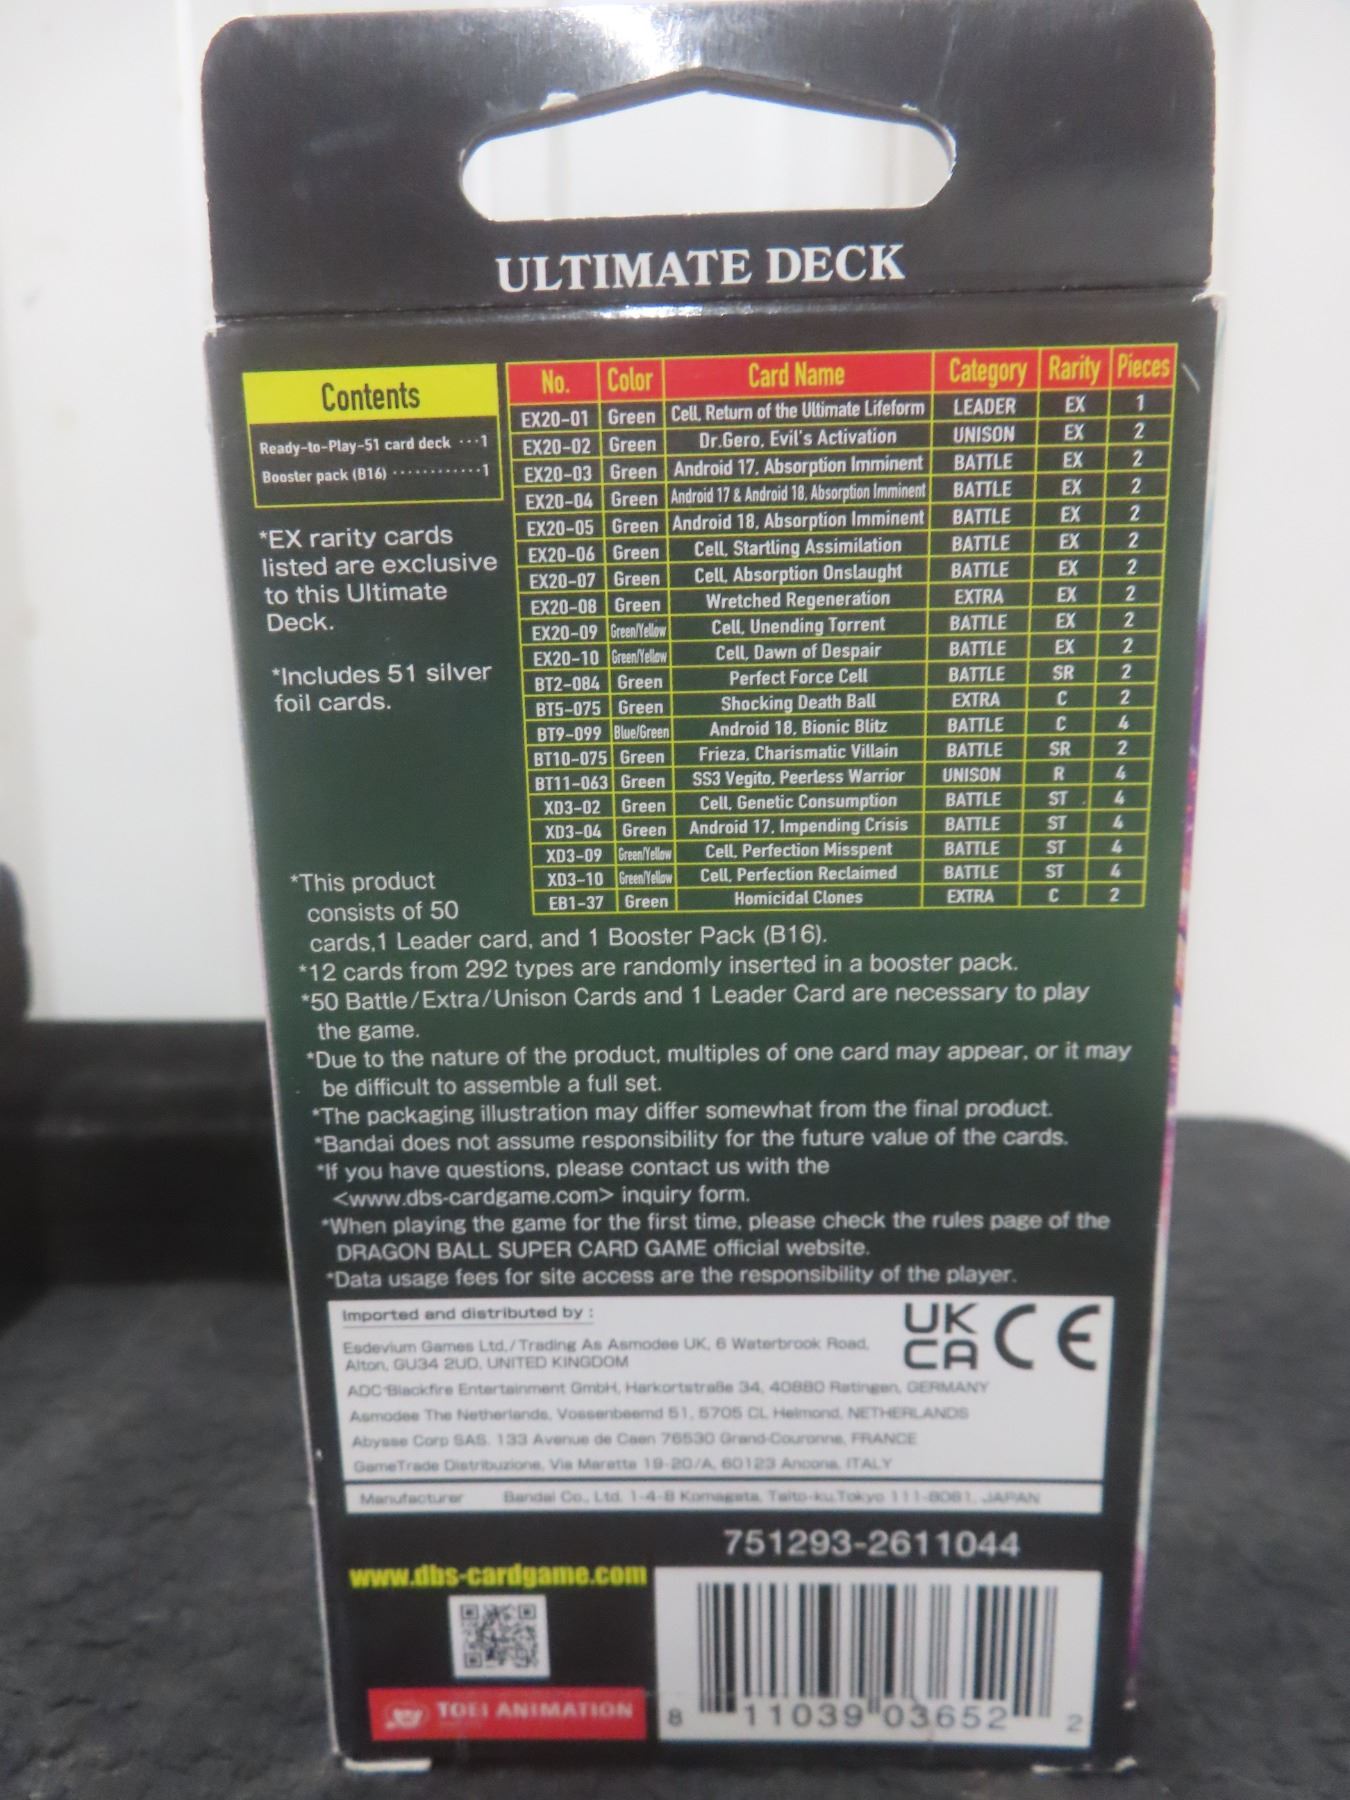 ULTIMATE DECK
Contents
Ready-to-Play-51 card deck ···1
Booster pack (B16) ············1
*EX rarity cards
listed are exclusive
to this Ultimate
Deck.
*Includes 51 silver
foil cards.
No. Color Card Name Category Rarity Pieces
EX20-01 Green Cell, Return of the Ultimate Lifeform LEADER EX 1
EX20-02 Green Dr.Gero, Evil's Activation UNISON EX 2
EX20-03 Green Android 17, Absorption Imminent BATTLE EX 2
EX20-04 Green Android 17 & Android 18, Absorption Imminent BATTLE EX 2
EX20-05 Green Android 18, Absorption Imminent BATTLE EX 2
EX20-06 Green Cell, Startling Assimilation BATTLE EX 2
EX20-07 Green Cell, Absorption Onslaught BATTLE EX 2
EX20-08 Green Wretched Regeneration EXTRA EX 2
EX20-09 Green/Yellow Cell, Unending Torrent BATTLE EX 2
EX20-10 Green/Yellow Cell, Dawn of Despair BATTLE EX 2
BT2-084 Green Perfect Force Cell BATTLE SR 2
BT5-075 Green Shocking Death Ball EXTRA C 2
BT9-099 Blue/Green Android 18, Bionic Blitz BATTLE C 4
BT10-075 Green Frieza, Charismatic Villain BATTLE SR 2
BT11-063 Green SS3 Vegito, Peerless Warrior UNISON R 4
XD3-02 Green Cell, Genetic Consumption BATTLE ST 4
XD3-04 Green Android 17, Impending Crisis BATTLE ST 4
XD3-09 Green/Yellow Cell, Perfection Misspent BATTLE ST 4
XD3-10 Green/Yellow Cell, Perfection Reclaimed BATTLE ST 4
EB1-37 Green Homicidal Clones EXTRA C 2
*This product
consists of 50
cards,1 Leader card, and 1 Booster Pack (B16).
*12 cards from 292 types are randomly inserted in a booster pack.
*50 Battle/Extra/Unison Cards and 1 Leader Card are necessary to play
the game.
*Due to the nature of the product, multiples of one card may appear, or it may
be difficult to assemble a full set.
*The packaging illustration may differ somewhat from the final product.
*Bandai does not assume responsibility for the future value of the cards.
*If you have questions, please contact us with the
<www.dbs-cardgame.com> inquiry form.
*When playing the game for the first time, please check the rules page of the
DRAGON BALL SUPER CARD GAME official website.
*Data usage fees for site access are the responsibility of the player.
Imported and distributed by :
Esdevium Games Ltd./Trading As Asmodee UK, 6 Waterbrook Road,
Alton, GU34 2UD, UNITED KINGDOM
ADC Blackfire Entertainment GmbH, Harkortstraße 34, 40880 Ratingen, GERMANY
Asmodee The Netherlands, Vossenbeemd 51, 5705 CL Helmond, NETHERLANDS
Abysse Corp SAS. 133 Avenue de Caen 76530 Grand-Couronne, FRANCE
GameTrade Distribuzione, Via Maretta 19-20/A, 60123 Ancona, ITALY
UK
CA CE
Manufacturer Bandai Co., Ltd. 1-4-8 Komagata, Taito-ku,Tokyo 111-8081, JAPAN
751293-2611044
www.dbs-cardgame.com
TOEI ANIMATION
8 11039 03652 2